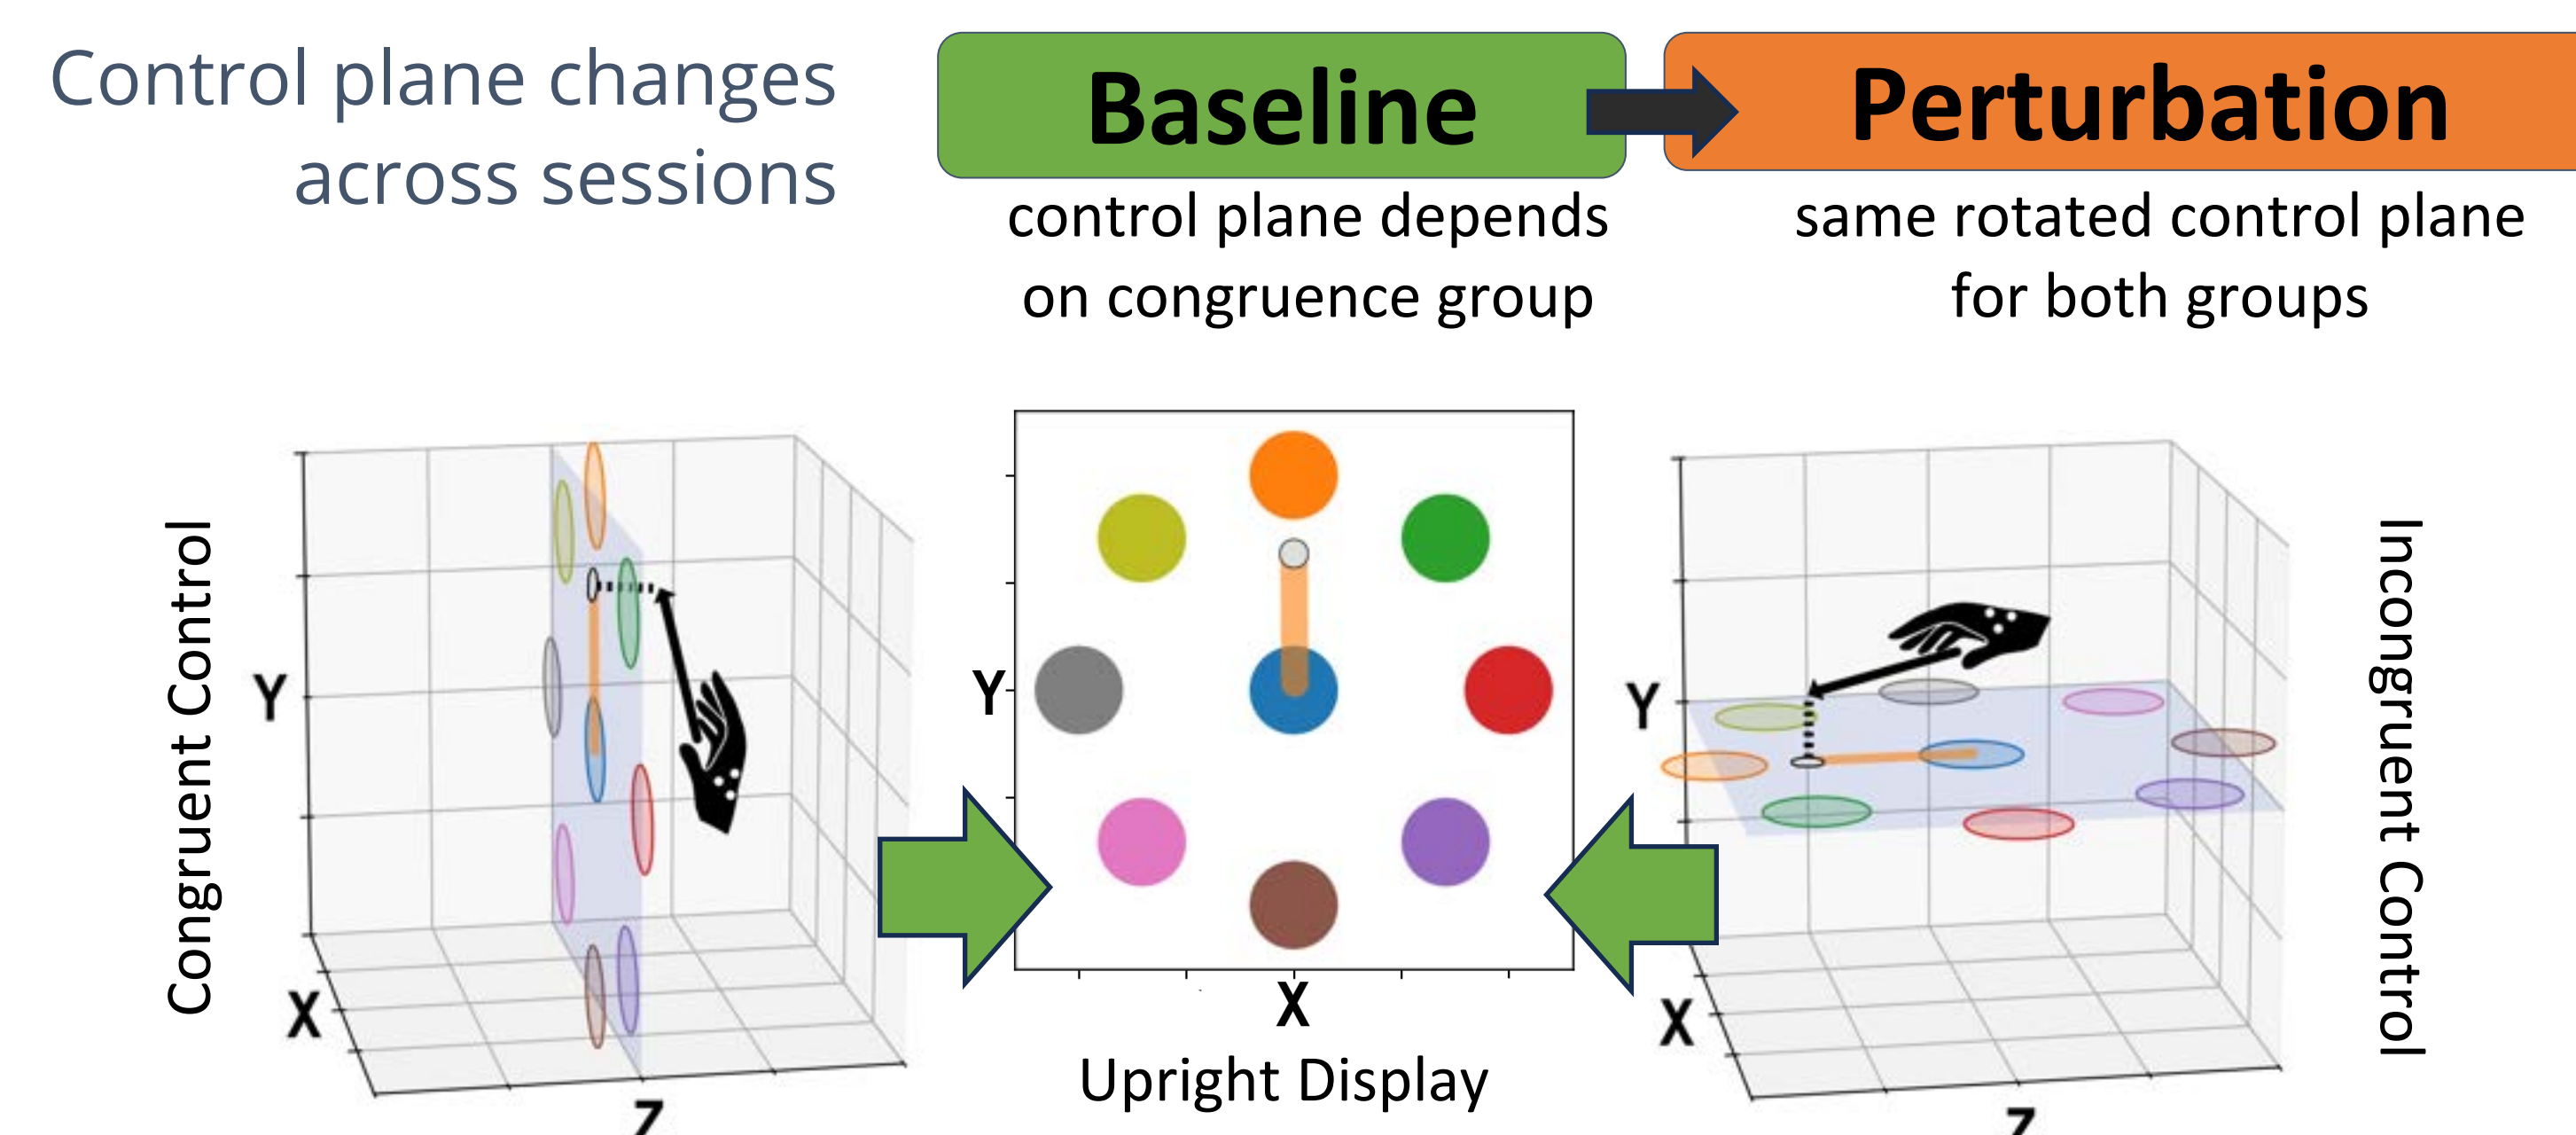 Control plane changes
across sessions
Baseline
Perturbation
control plane depends
on congruence group
same rotated control plane
for both groups
Congruent Control
Y
X
Z
Y
X
Upright Display
Y
X
Z
Incongruent Control